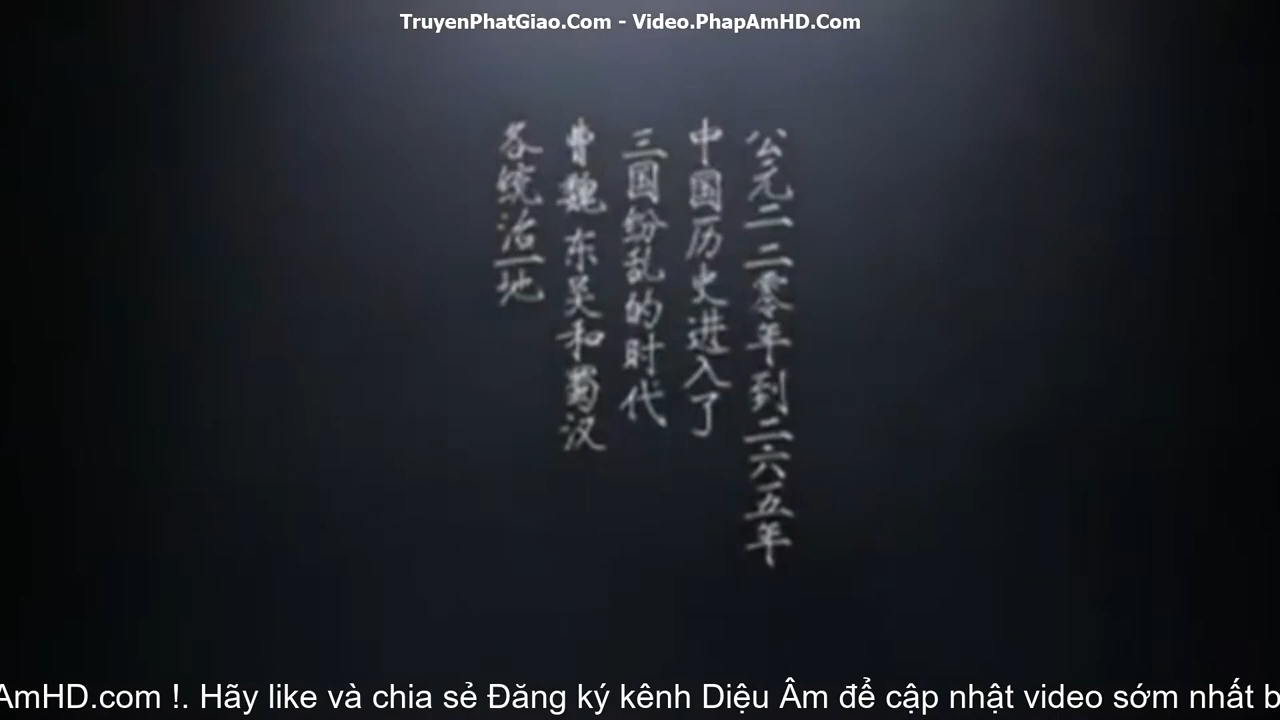 TruyenPhatGiao.Com - Video.PhapAmHD.Com
公元二二零年到二六五年
中国历史进入了
三国纷乱的时代
曹魏 东吴和蜀汉
各统治一地
AmHD.com !. Hãy like và chia sẻ Đăng ký kênh Diệu Âm để cập nhật video sớm nhất b